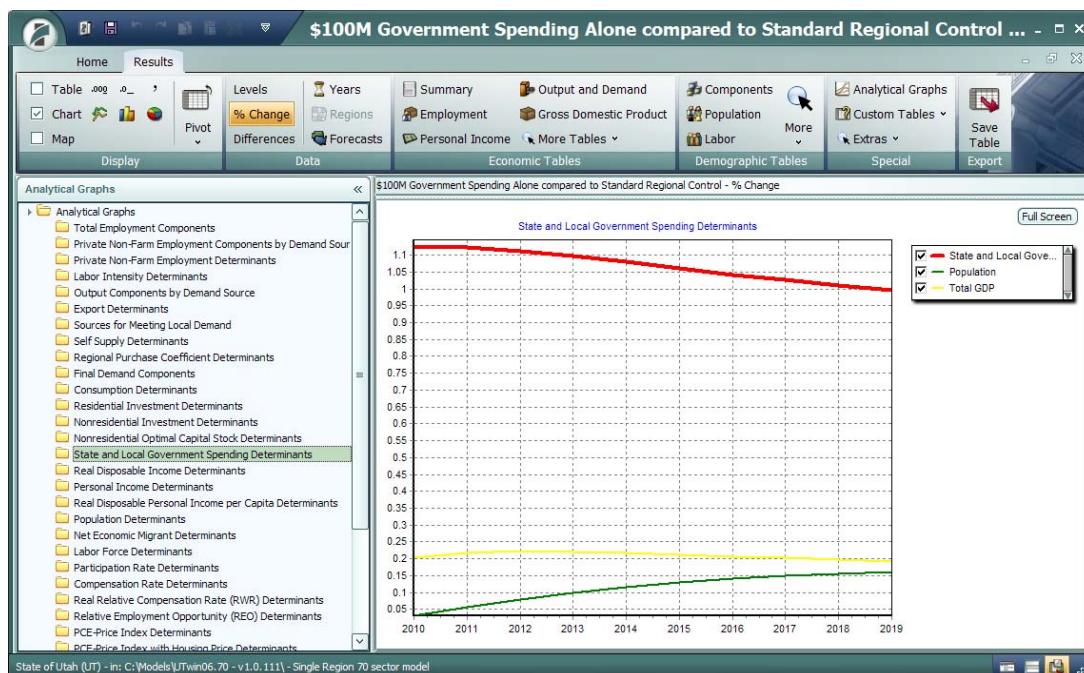 $100M Government Spending Alone compared to Standard Regional Control ...
Home Results
Table .000 .0_ ,
Chart
Map
Pivot
Display
Levels
% Change
Differences
Years
Regions
Forecasts
Data
Summary
Employment
Personal Income
Output and Demand
Gross Domestic Product
More Tables
Economic Tables
Components
Population
Labor
More
Demographic Tables
Analytical Graphs
Custom Tables
Extras
Special
Save
Table
Export
Analytical Graphs «
Analytical Graphs
Total Employment Components
Private Non-Farm Employment Components by Demand Sour
Private Non-Farm Employment Determinants
Labor Intensity Determinants
Output Components by Demand Source
Export Determinants
Sources for Meeting Local Demand
Self Supply Determinants
Regional Purchase Coefficient Determinants
Final Demand Components
Consumption Determinants
Residential Investment Determinants
Nonresidential Investment Determinants
Nonresidential Optimal Capital Stock Determinants
State and Local Government Spending Determinants
Real Disposable Income Determinants
Personal Income Determinants
Real Disposable Personal Income per Capita Determinants
Population Determinants
Net Economic Migrant Determinants
Labor Force Determinants
Participation Rate Determinants
Compensation Rate Determinants
Real Relative Compensation Rate (RWR) Determinants
Relative Employment Opportunity (REO) Determinants
PCE-Price Index Determinants
PCE-Price Index with Housing Price Determinants
$100M Government Spending Alone compared to Standard Regional Control - % Change
Full Screen
State and Local Government Spending Determinants
1.1
1.05
1
0.95
0.9
0.85
0.8
0.75
0.7
0.65
0.6
0.55
0.5
0.45
0.4
0.35
0.3
0.25
0.2
0.15
0.1
0.05
2010 2011 2012 2013 2014 2015 2016 2017 2018 2019
State and Local Gove...
Population
Total GDP
State of Utah (UT) - in: C:\Models\UTwin06.70 - v1.0.111\ - Single Region 70 sector model